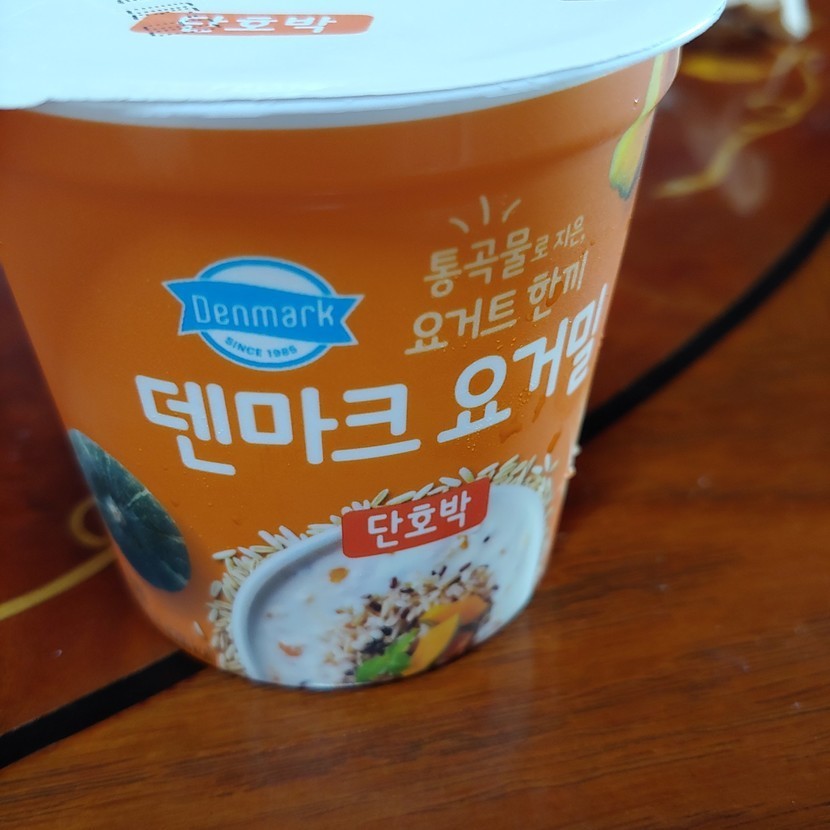 단호박
통곡물로 지은,
요거트 한끼
Denmark
SINCE 1985
덴마크 요거밀
단호박